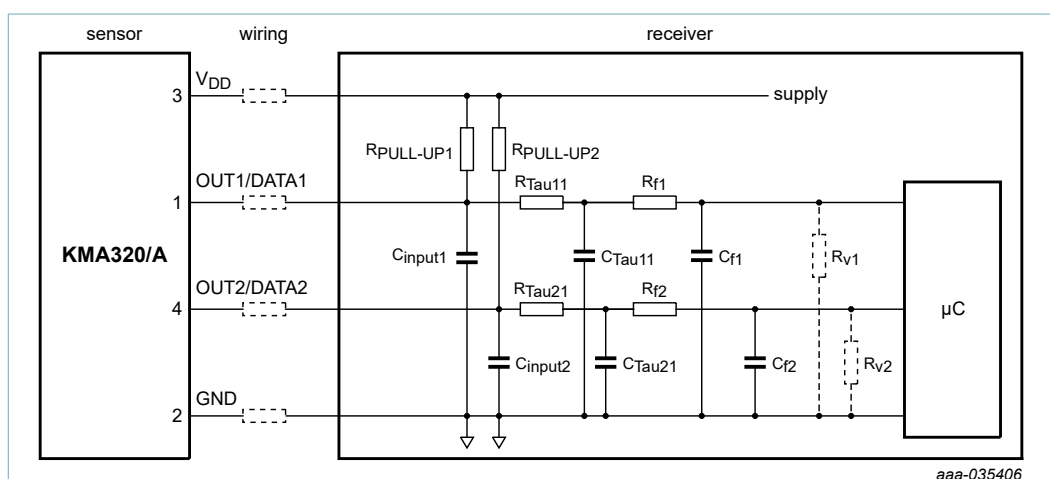 sensor wiring receiver
VDD
3 supply
RPULL-UP1 RPULL-UP2
OUT1/DATA1 RTau11 Rf1
1
KMA320/A Cinput1 CTau11 Cf1 Rv1
OUT2/DATA2 RTau21 Rf2
4 µC
Cinput2 CTau21 Cf2 Rv2
GND
2
aaa-035406